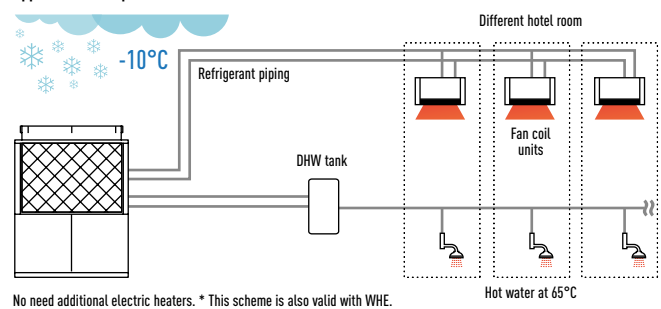 Different hotel room
-10°C
Refrigerant piping
Fan coil
units
DHW tank
Hot water at 65°C
No need additional electric heaters. * This scheme is also valid with WHE.